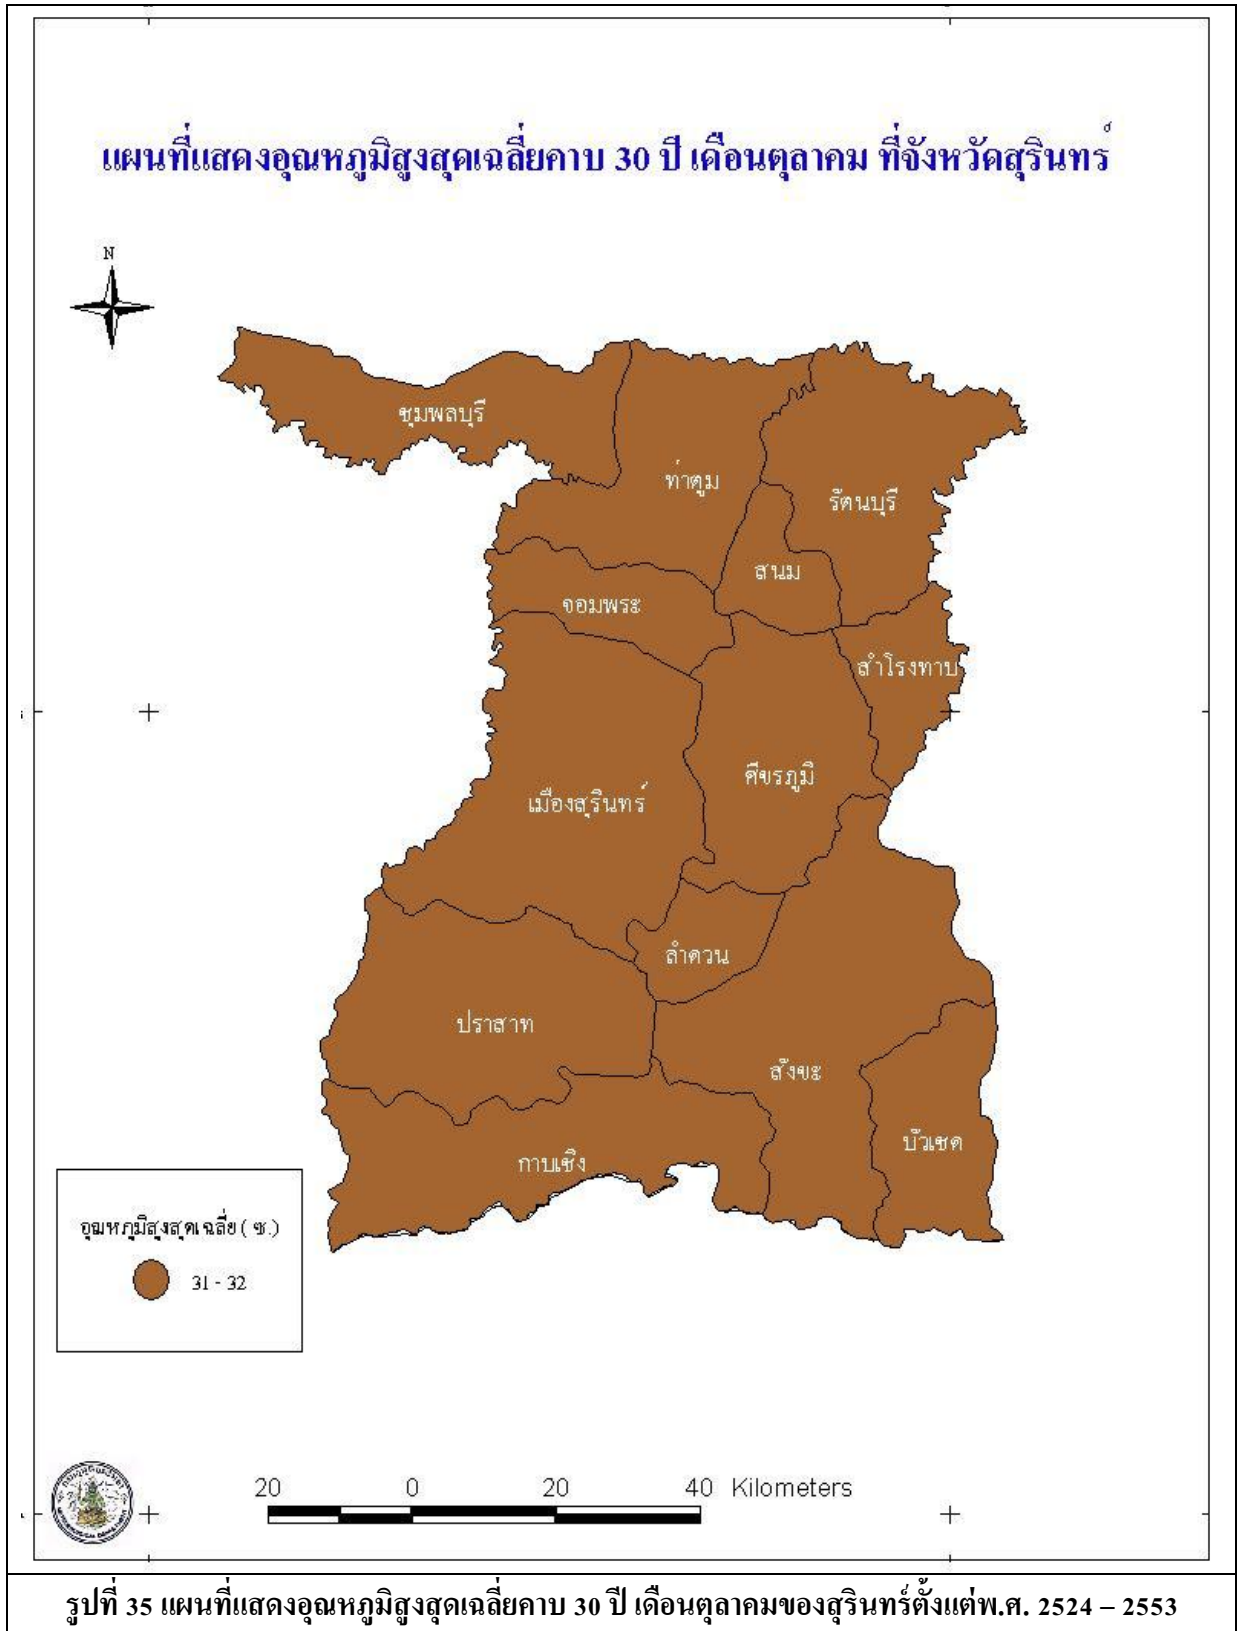 แผนที่แสดงอุณหภูมิสูงสุดเฉลี่ยคาบ 30 ปี เดือนตุลาคม ที่จังหวัดสุรินทร์
N
ชุมพลบุรี
ท่าตูม
รัตนบุรี
สนม
จอมพระ
สำโรงทาบ
ศีขรภูมิ
เมืองสุรินทร์
ลำดวน
ปราสาท
สังขะ
บัวเชด
กาบเชิง
อุฌหภูมิสูงสุดเฉลี่ย ( ซ.)
31 - 32
20 0 20 40 Kilometers
รูปที่ 35 แผนที่แสดงอุณหภูมิสูงสุดเฉลี่ยคาบ 30 ปี เดือนตุลาคมของสุรินทร์ตั้งแต่พ.ศ. 2524 – 2553